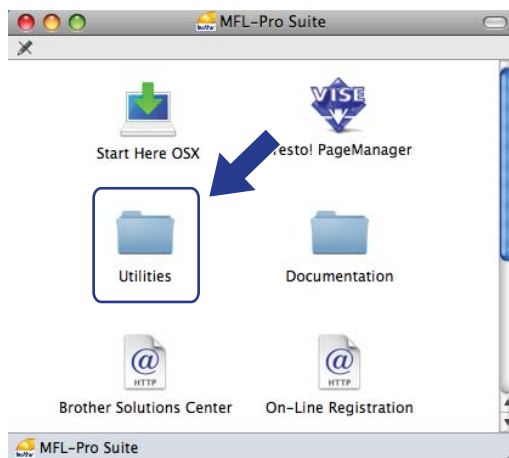 MFL-Pro Suite
VISE
Start Here OSX
resto! PageManager
Utilities
Documentation
@
HTTP
@
HTTP
Brother Solutions Center
On-Line Registration
MFL-Pro Suite